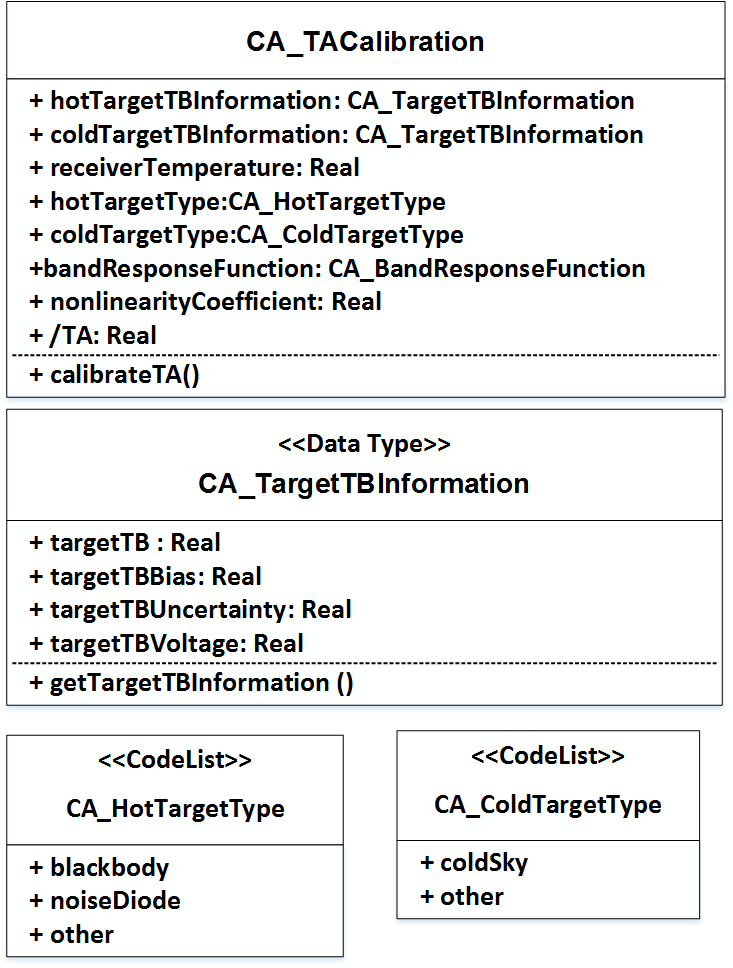 CA_TACalibration
+ hotTargetTBInformation: CA_TargetTBInformation
+ coldTargetTBInformation: CA_TargetTBInformation
+ receiverTemperature: Real
+ hotTargetType:CA_HotTargetType
+ coldTargetType:CA_ColdTargetType
+bandResponseFunction: CA_BandResponseFunction
+ nonlinearityCoefficient: Real
+ /TA: Real
+ calibrateTA()
<<Data Type>>
CA_TargetTBInformation
+ targetTB : Real
+ targetTBBias: Real
+ targetTBUncertainty: Real
+ targetTBVoltage: Real
+ getTargetTBInformation ()
<<CodeList>>
CA_HotTargetType
+ blackbody
+ noiseDiode
+ other
<<CodeList>>
CA_ColdTargetType
+ coldSky
+ other